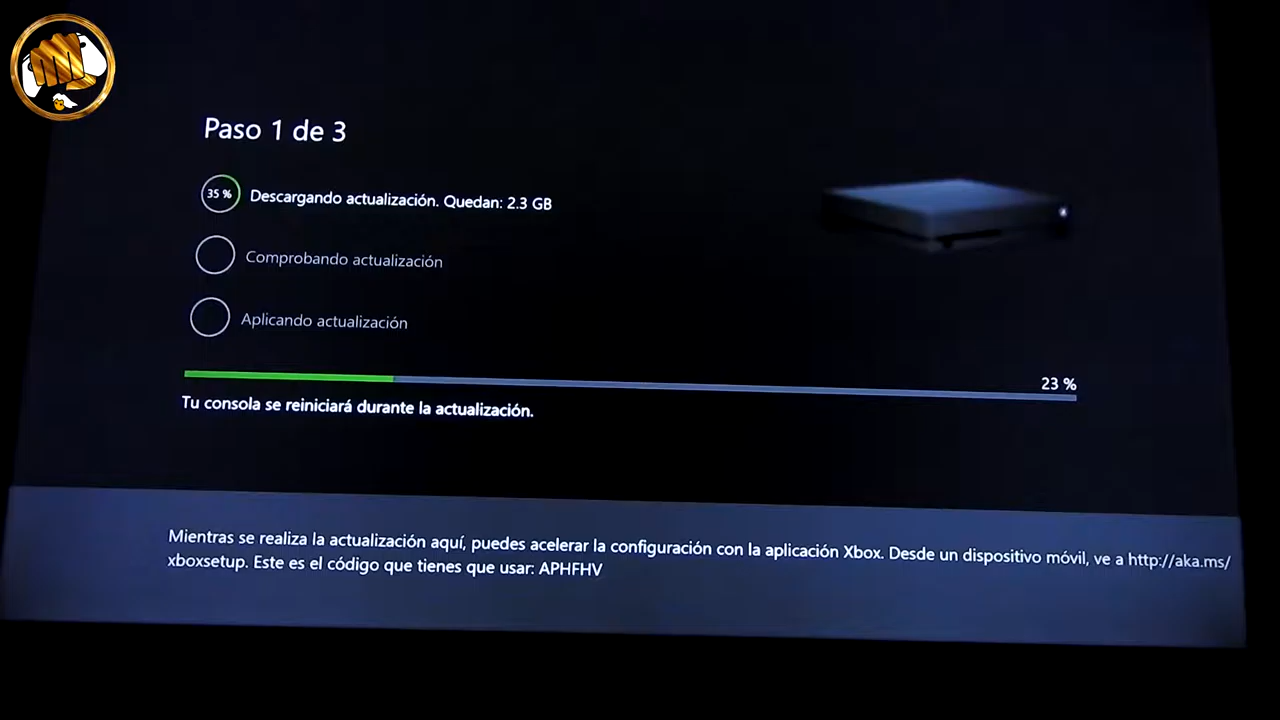 Paso 1 de 3
35 %
Descargando actualización. Quedan: 2.3 GB
Comprobando actualización
Aplicando actualización
23 %
Tu consola se reiniciará durante la actualización.
Mientras se realiza la actualización aquí, puedes acelerar la configuración con la aplicación Xbox. Desde un dispositivo móvil, ve a http://aka.ms/
xboxsetup. Este es el código que tienes que usar: APHFHV